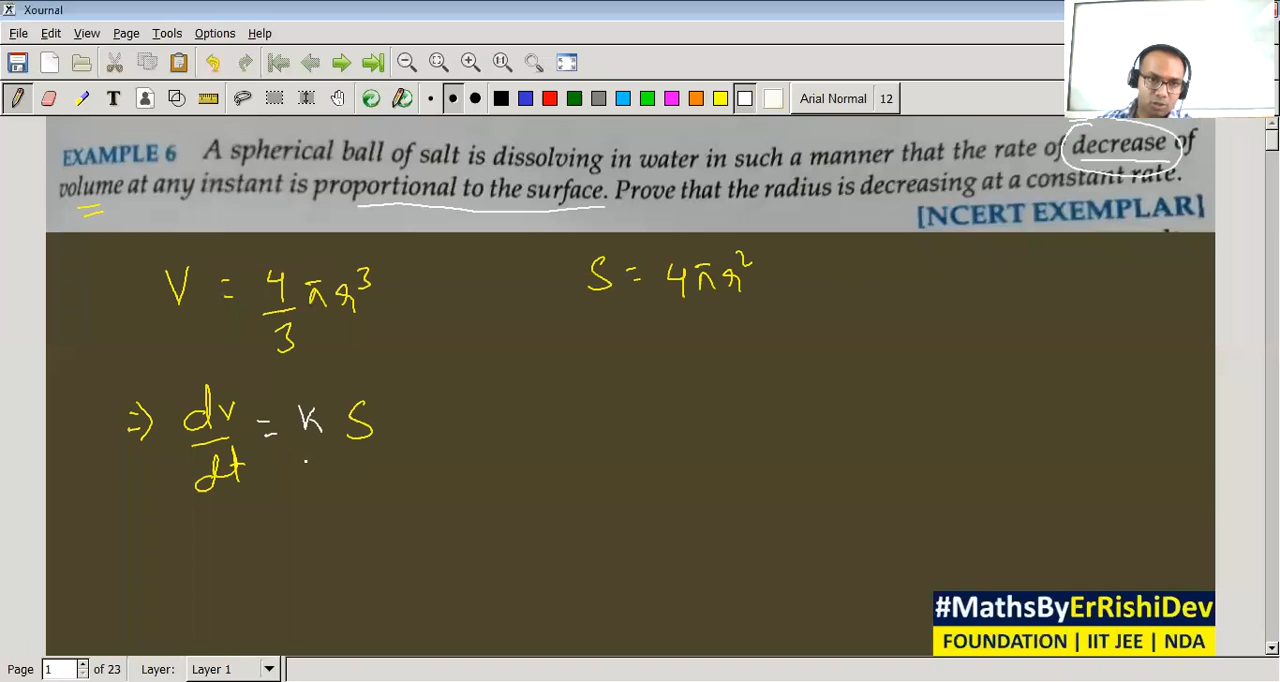 Xournal
File Edit View Page Tools Options Help
Arial Normal 12
EXAMPLE 6 A spherical ball of salt is dissolving in water in such a manner that the rate of decrease of
volume at any instant is proportional to the surface. Prove that the radius is decreasing at a constant rate.
[NCERT EXEMPLAR]
V = 4/3 πr³ S = 4πr²
⇒ dv/dt = K S
#MathsByErRishiDev
FOUNDATION | IIT JEE | NDA
Page 1 of 23 Layer: Layer 1